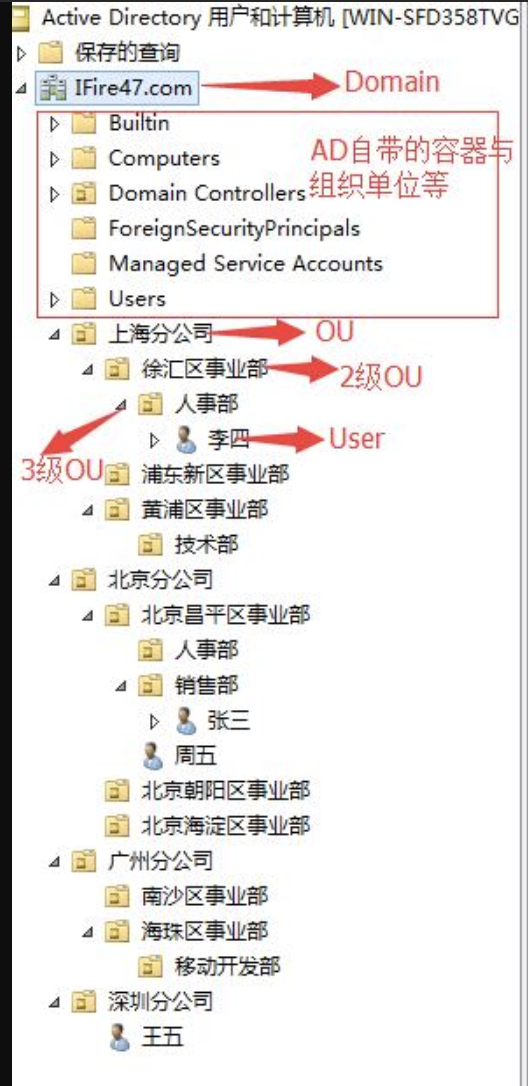 Active Directory 用户和计算机 [WIN-SFD358TVG
保存的查询
IFire47.com Domain
Builtin
Computers
AD自带的容器与
组织单位等
Domain Controllers
ForeignSecurityPrincipals
Managed Service Accounts
Users
上海分公司 OU
徐汇区事业部 2级OU
人事部
李四 User
3级OU
浦东新区事业部
黄浦区事业部
技术部
北京分公司
北京昌平区事业部
人事部
销售部
张三
周五
北京朝阳区事业部
北京海淀区事业部
广州分公司
南沙区事业部
海珠区事业部
移动开发部
深圳分公司
王五